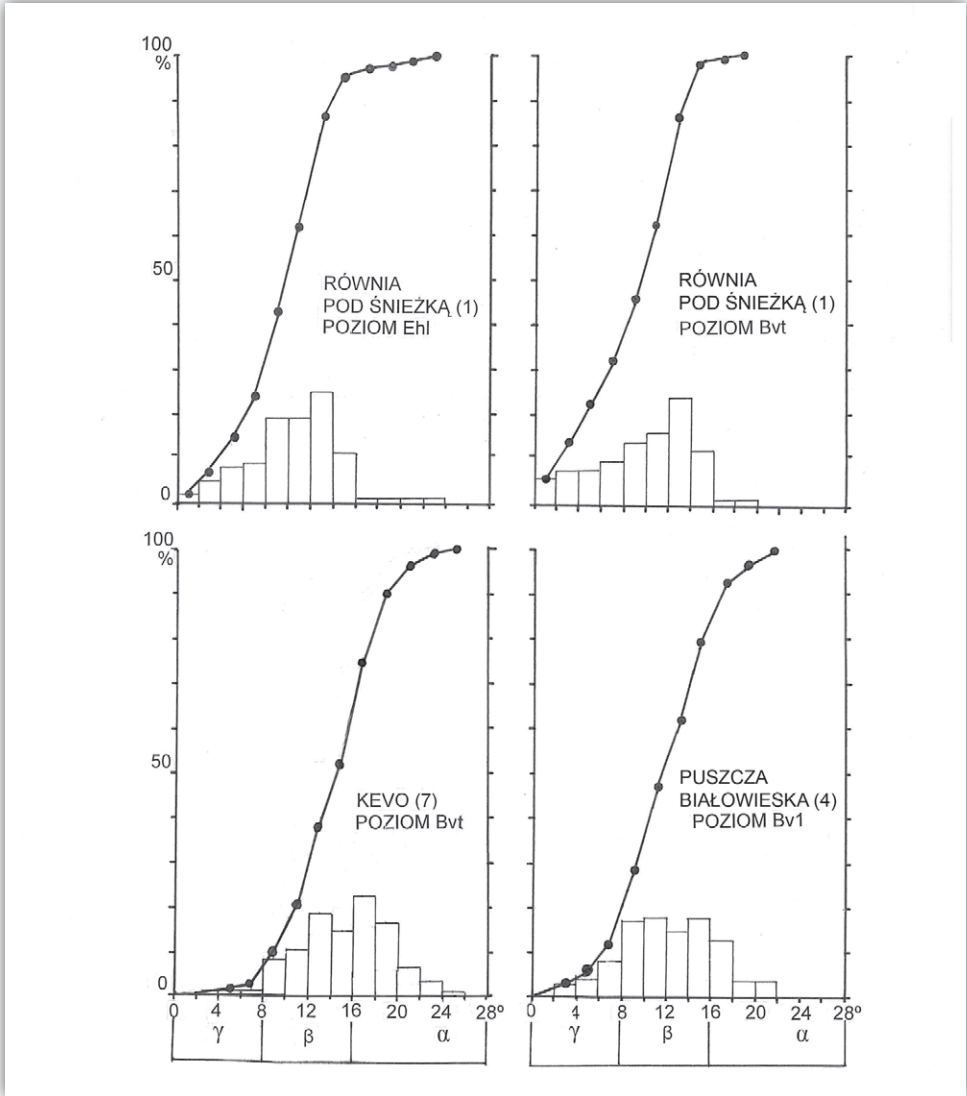 100
%
50
0
RÓWNIA
POD ŚNIEŻKĄ (1)
POZIOM Ehl
RÓWNIA
POD ŚNIEŻKĄ (1)
POZIOM Bvt
100
%
50
0
KEVO (7)
POZIOM Bvt
PUSZCZA
BIAŁOWIESKA (4)
POZIOM Bv1
0 4 8 12 16 20 24 28º
γ β α
0 4 8 12 16 20 24 28º
γ β α